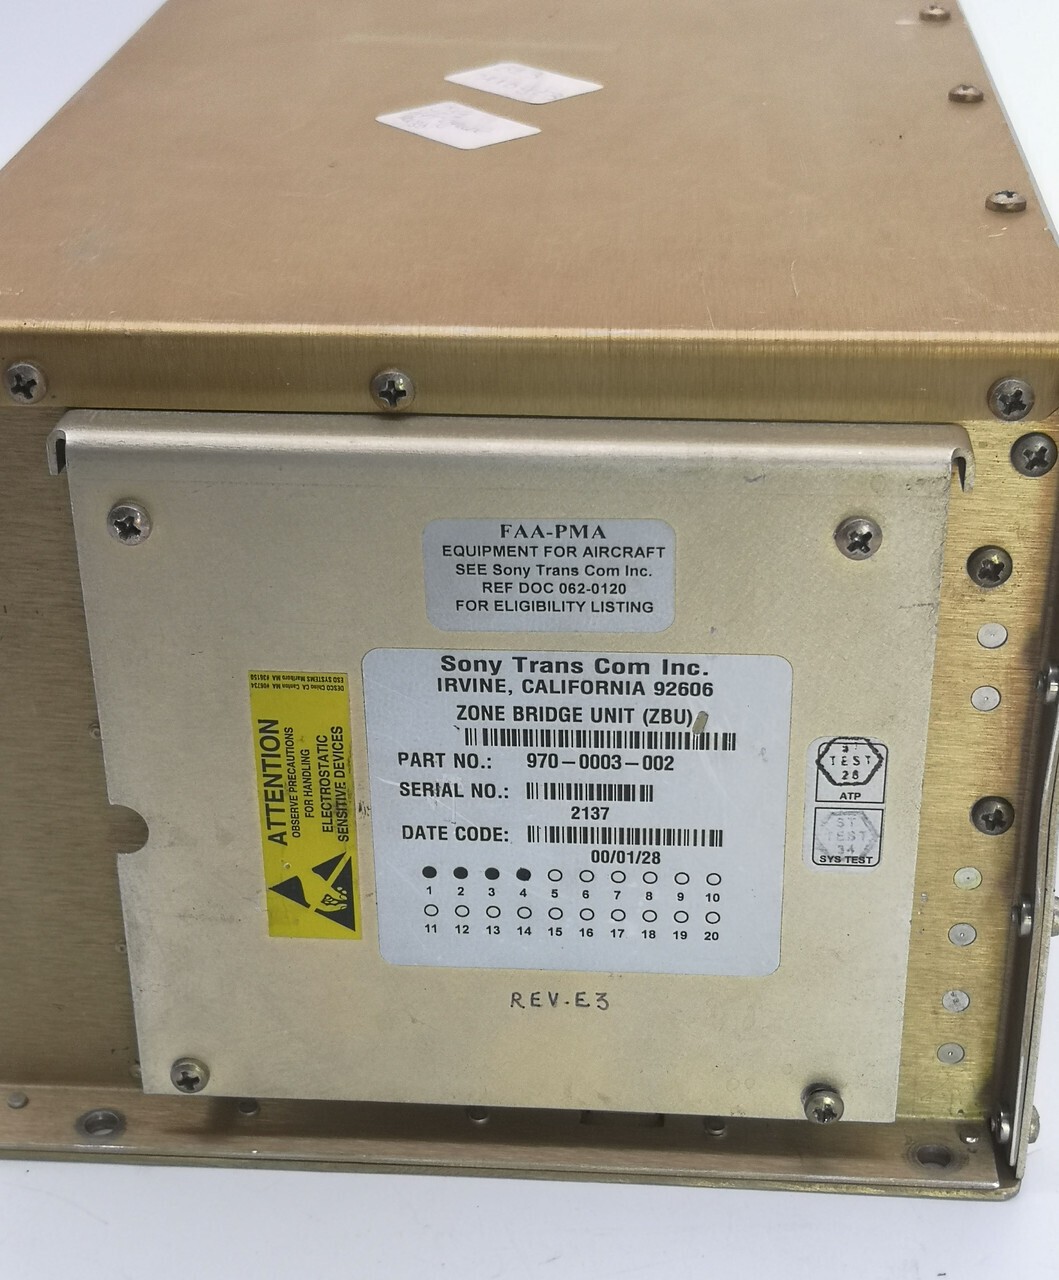 FAA-PMA
EQUIPMENT FOR AIRCRAFT
SEE Sony Trans Com Inc.
REF DOC 062-0120
FOR ELIGIBILITY LISTING
Sony Trans Com Inc.
IRVINE, CALIFORNIA 92606
ZONE BRIDGE UNIT (ZBU)
PART NO.: 970-0003-002
SERIAL NO.:
2137
DATE CODE:
00/01/28
1 2 3 4 5 6 7 8 9 10
11 12 13 14 15 16 17 18 19 20
REV-E3
ATTENTION
OBSERVE PRECAUTIONS
FOR HANDLING
ELECTROSTATIC
SENSITIVE DEVICES
TEST
28
ATP
ST
TEST
34
SYS TEST